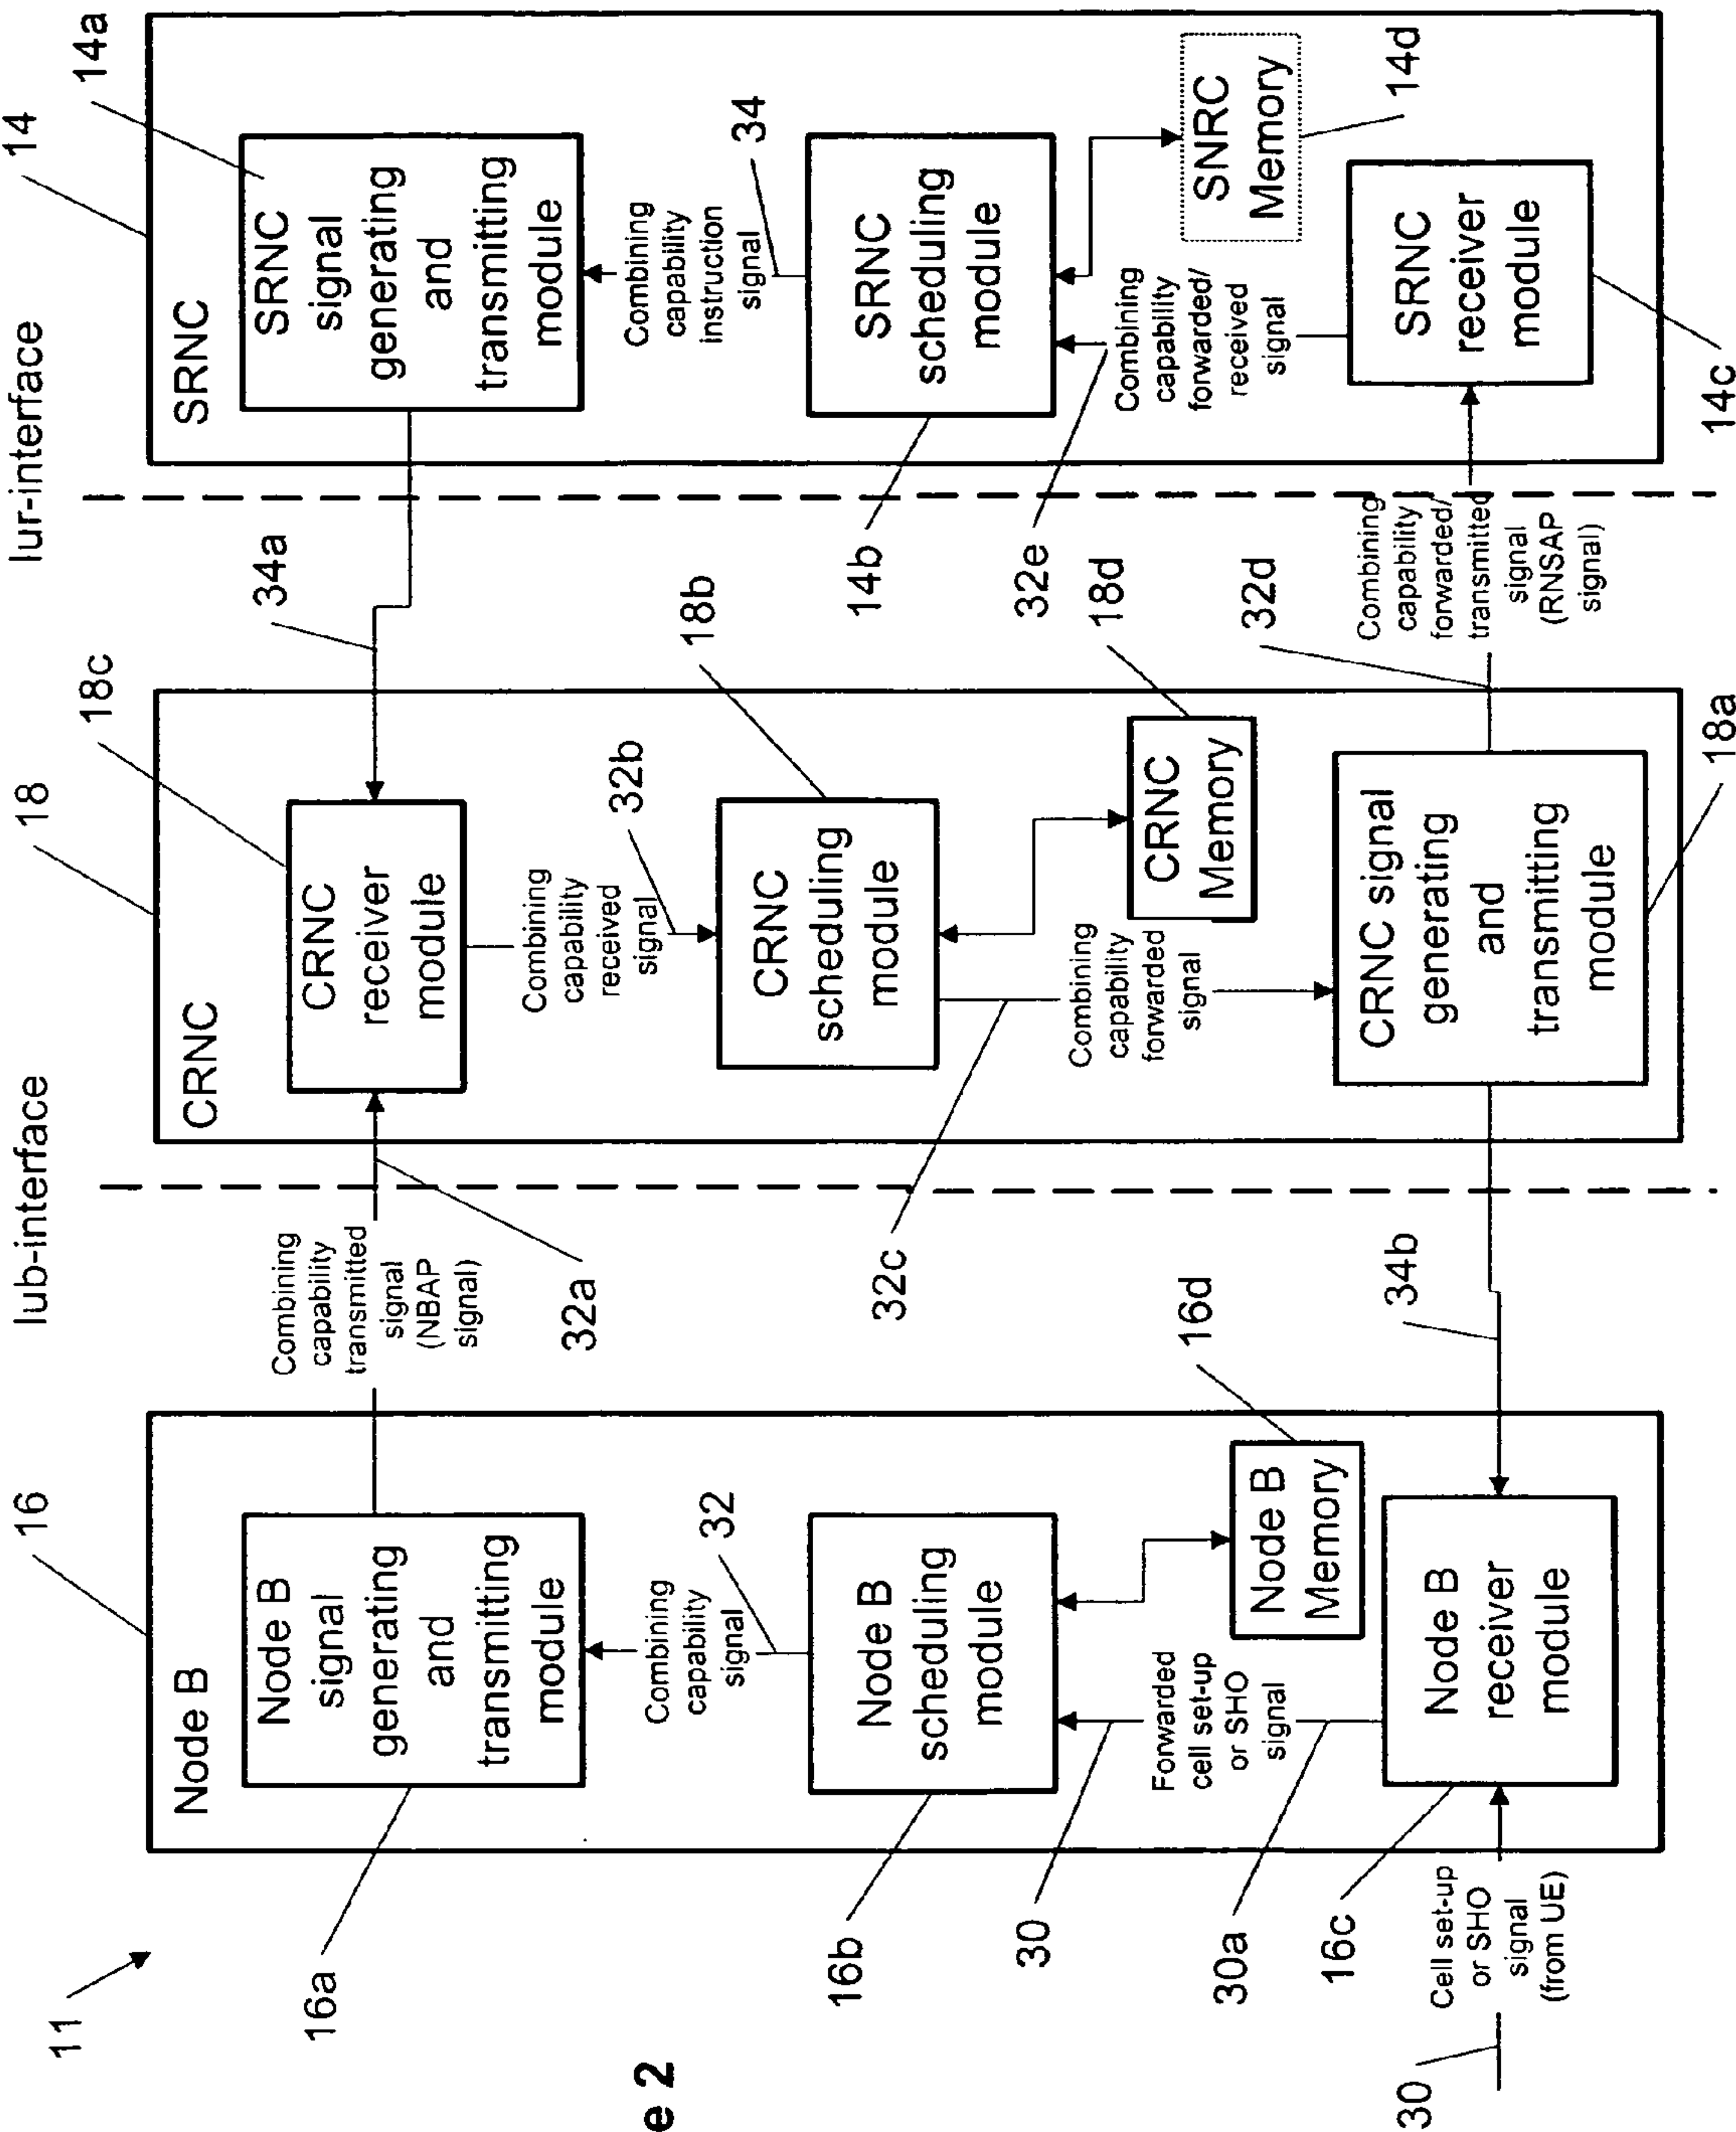 11
16
Node B
Node B
signal
generating
and
transmitting
module
16a
Combining
capability
signal
32
Node B
scheduling
module
16b
Forwarded
cell set-up
or SHO
signal
30
30a
Node B
Memory
16d
Node B
receiver
module
16c
Cell set-up
or SHO
signal
(from UE)
30
Iub-interface
Combining
capability
transmitted
signal
(NBAP
signal)
32a
32c
34b
18
CRNC
CRNC
receiver
module
18c
Combining
capability
received
signal
32b
CRNC
scheduling
module
18b
Combining
capability
forwarded
signal
CRNC
Memory
18d
CRNC signal
generating
and
transmitting
module
18a
Iur-interface
34a
14b
32e
32d
Combining
capability
forwarded/
transmitted
signal
(RNSAP
signal)
14
SRNC
14a
SRNC
signal
generating
and
transmitting
module
Combining
capability
instruction
signal
34
SRNC
scheduling
module
Combining
capability
forwarded/
received
signal
SNRC
Memory
14d
SRNC
receiver
module
14c
e 2